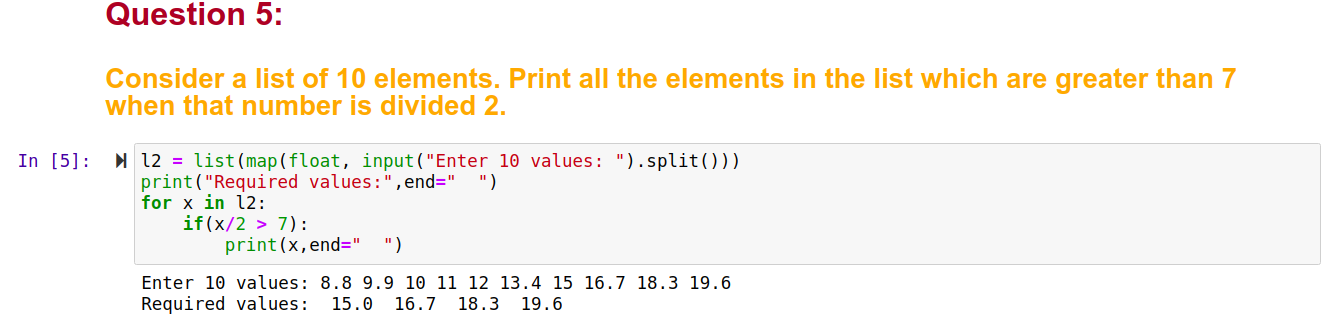 Question 5:
Consider a list of 10 elements. Print all the elements in the list which are greater than 7
when that number is divided 2.
In [5]:
l2 = list(map(float, input("Enter 10 values: ").split()))
print("Required values:",end="  ")
for x in l2:
    if(x/2 > 7):
        print(x,end="  ")
Enter 10 values: 8.8 9.9 10 11 12 13.4 15 16.7 18.3 19.6
Required values:  15.0  16.7  18.3  19.6